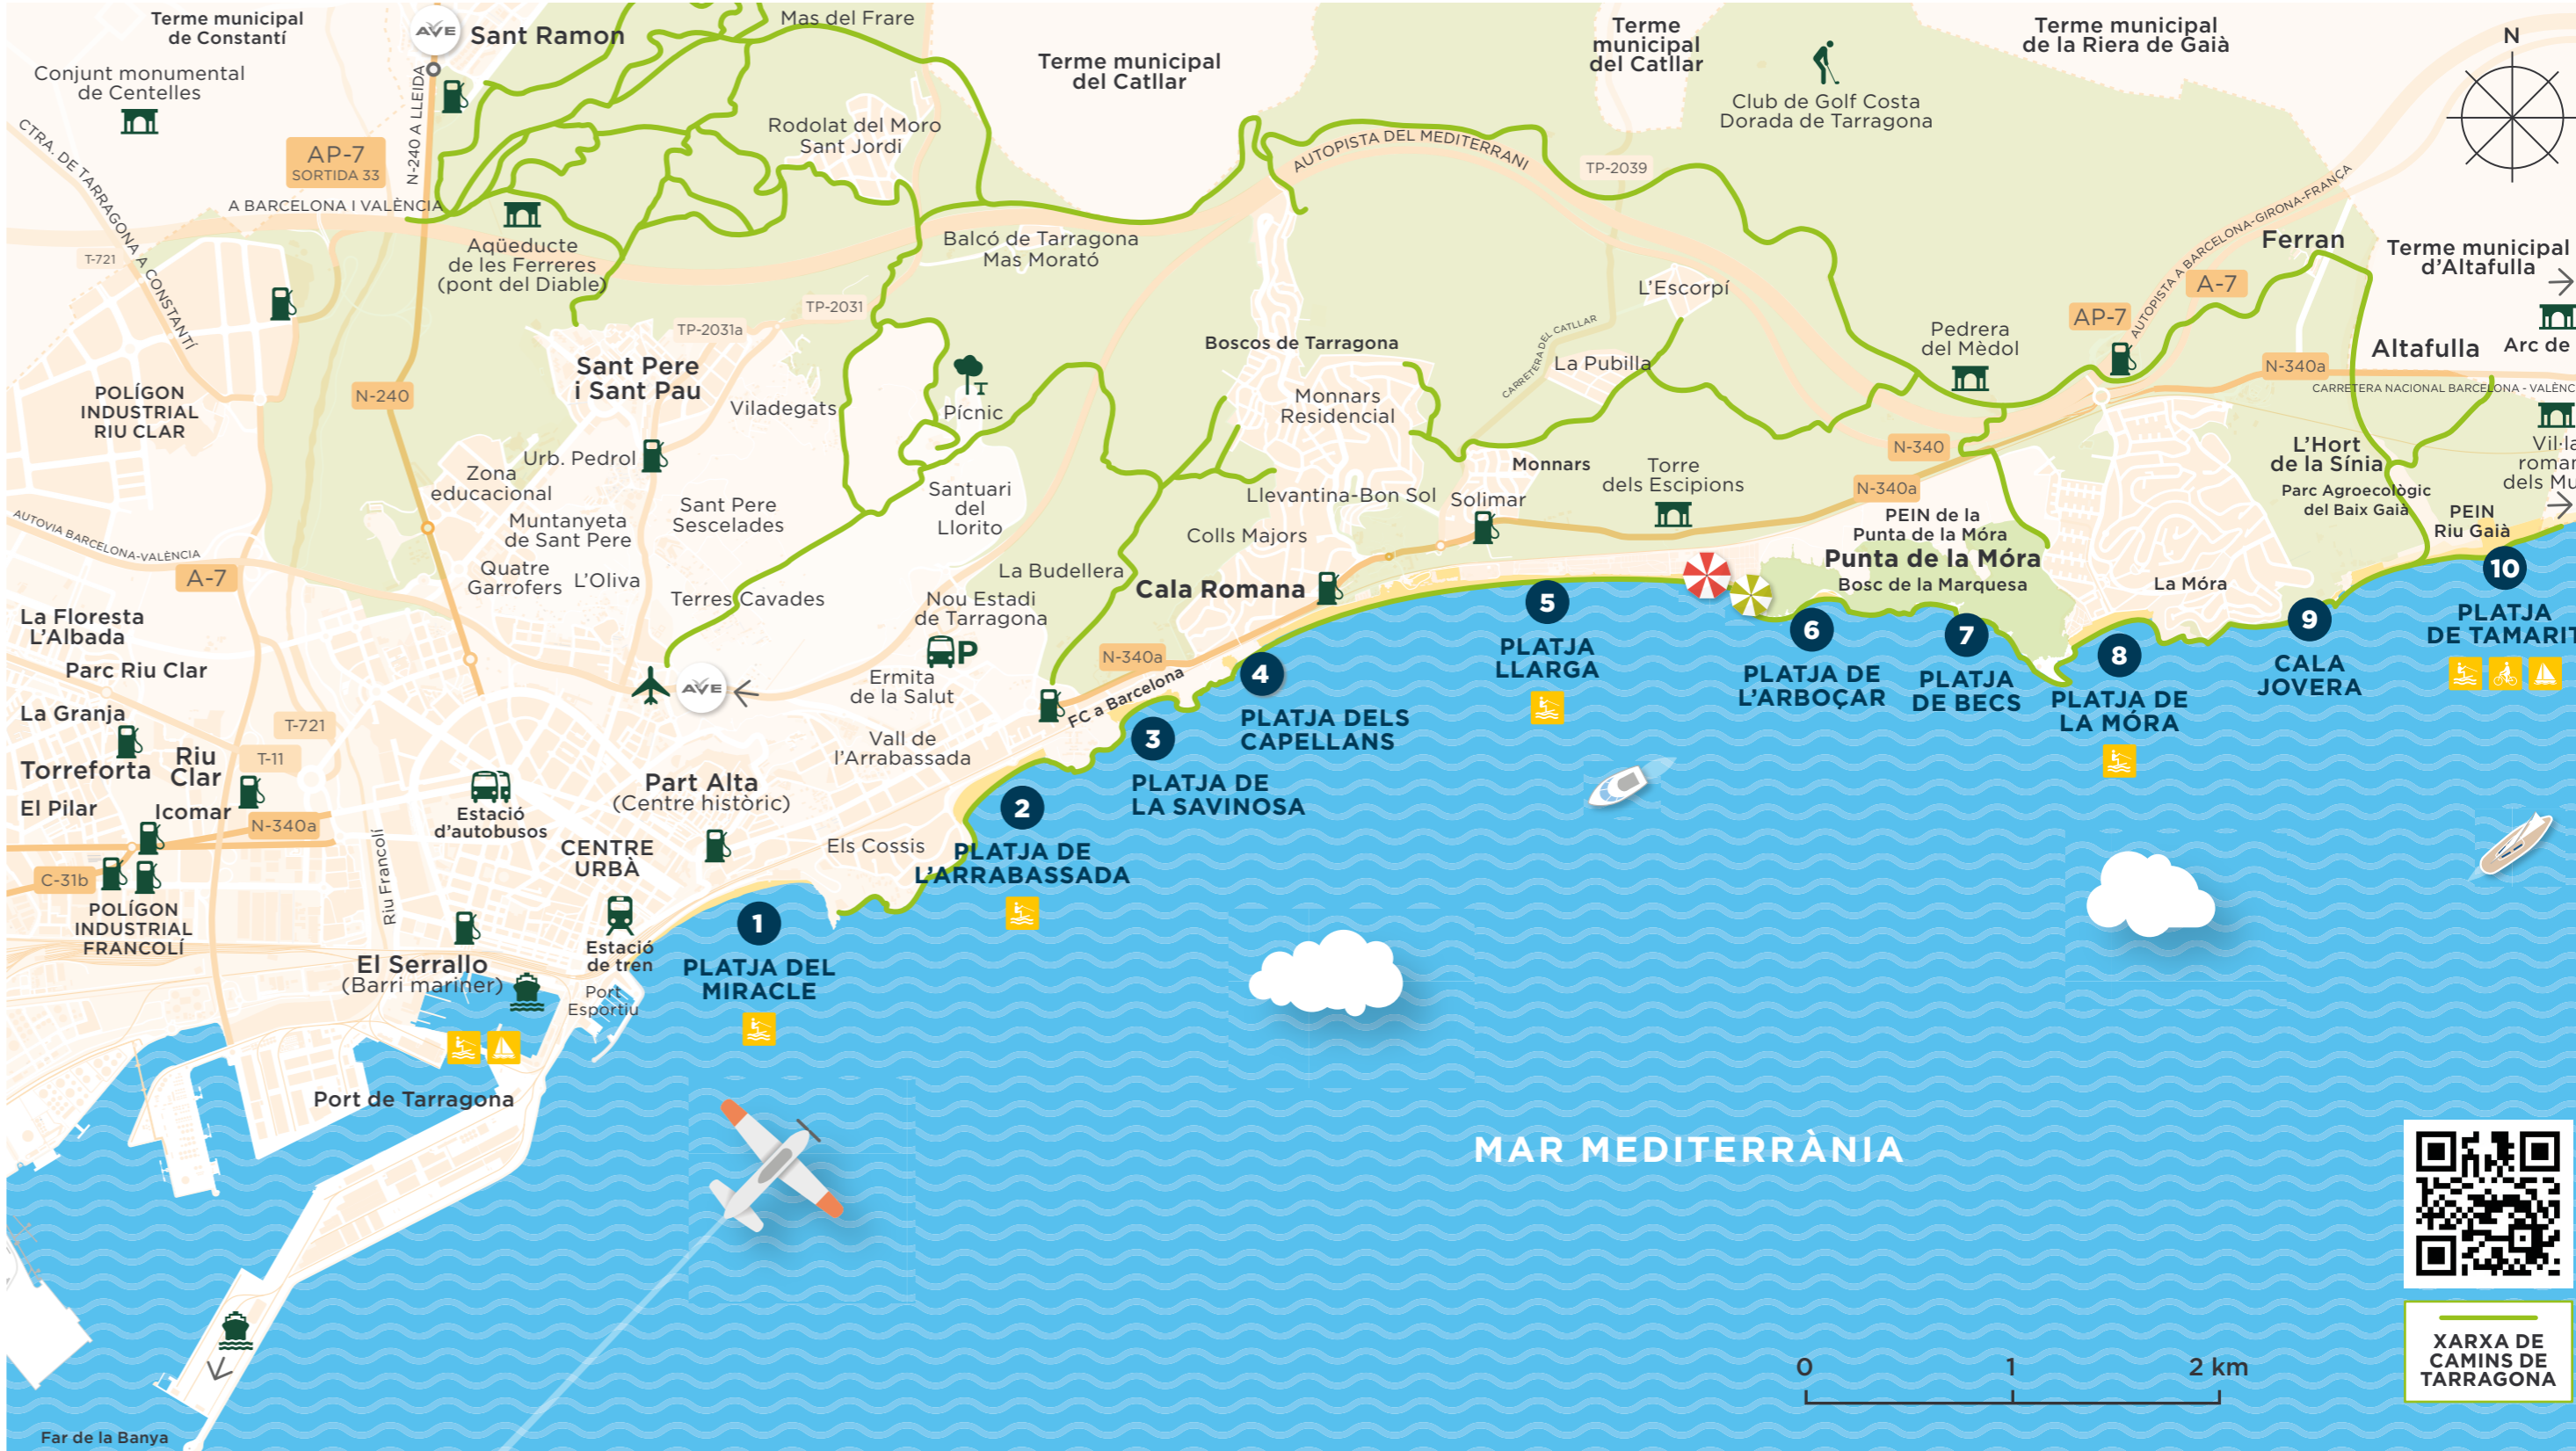 Terme municipal
de Constantí
AVE
Sant Ramon
Mas del Frare
Conjunt monumental
de Centelles
Terme municipal
del Catllar
Terme
municipal
del Catllar
Club de Golf Costa
Dorada de Tarragona
Terme municipal
de la Riera de Gaià
N
CTRA. DE TARRAGONA A CONSTANTÍ
AP-7
SORTIDA 33
N-240 A LLEIDA
A BARCELONA I VALÈNCIA
Rodolat del Moro
Sant Jordi
AUTOPISTA DEL MEDITERRANI
TP-2039
T-721
Aqüeducte
de les Ferreres
(pont del Diable)
Balcó de Tarragona
Mas Morató
L'Escorpí
AUTOPISTA A BARCELONA-GIRONA-FRANÇA
Ferran
Terme municipal
d'Altafulla
A-7
AP-7
TP-2031
TP-2031a
Boscos de Tarragona
CARRETERA DEL CATLLAR
La Pubilla
Pedrera
del Mèdol
Altafulla
Arc de
N-340a
CARRETERA NACIONAL BARCELONA - VALÈNC
POLÍGON
INDUSTRIAL
RIU CLAR
N-240
Sant Pere
i Sant Pau
Viladegats
Pícnic
Monnars
Residencial
N-340
L'Hort
de la Sínia
Vil·la
roman
dels Mu
Urb. Pedrol
Zona
educacional
Muntanyeta
de Sant Pere
Sant Pere
Sescelades
Santuari
del
Llorito
Llevantina-Bon Sol
Solimar
Monnars
Torre
dels Escipions
N-340a
Parc Agroecològic
del Baix Gaià
PEIN
Riu Gaià
AUTOVIA BARCELONA-VALÈNCIA
A-7
Quatre
Garrofers
L'Oliva
Terres Cavades
La Budellera
Colls Majors
Cala Romana
PEIN de la
Punta de la Móra
Punta de la Móra
Bosc de la Marquesa
La Móra
La Floresta
L'Albada
Parc Riu Clar
La Granja
Nou Estadi
de Tarragona
P
AVE
Ermita
de la Salut
N-340a
FC a Barcelona
4
PLATJA DELS
CAPELLANS
5
PLATJA
LLARGA
6
PLATJA DE
L'ARBOÇAR
7
PLATJA
DE BECS
8
PLATJA DE
LA MÓRA
9
CALA
JOVERA
10
PLATJA
DE TAMARIT
T-721
T-11
Riu
Clar
Torreforta
El Pilar
Icomar
N-340a
Estació
d'autobusos
Part Alta
(Centre històric)
Vall de
l'Arrabassada
3
PLATJA DE
LA SAVINOSA
2
PLATJA DE
L'ARRABASSADA
Els Cossis
CENTRE
URBÀ
C-31b
Riu Francolí
POLÍGON
INDUSTRIAL
FRANCOLÍ
El Serrallo
(Barri mariner)
Estació
de tren
Port
Esportiu
1
PLATJA DEL
MIRACLE
Port de Tarragona
MAR MEDITERRÀNIA
0 1 2 km
XARXA DE
CAMINS DE
TARRAGONA
Far de la Banya